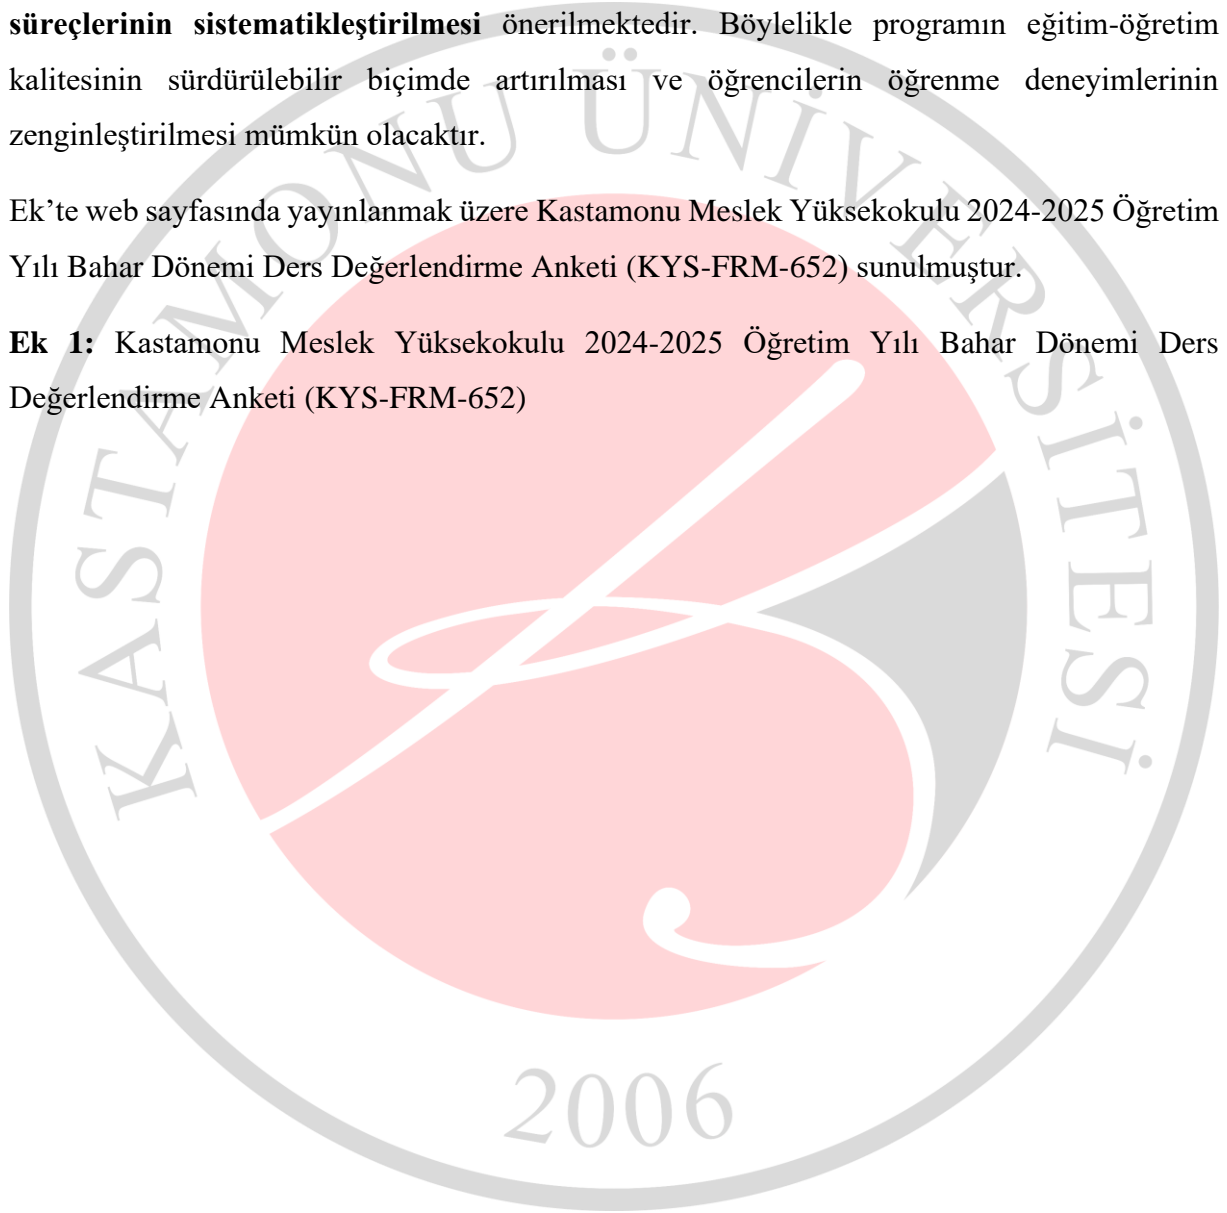 süreçlerinin sistematikleştirilmesi önerilmektedir. Böylelikle programın eğitim-öğretim
kalitesinin sürdürülebilir biçimde artırılması ve öğrencilerin öğrenme deneyimlerinin
zenginleştirilmesi mümkün olacaktır.
Ek’te web sayfasında yayınlanmak üzere Kastamonu Meslek Yüksekokulu 2024-2025 Öğretim
Yılı Bahar Dönemi Ders Değerlendirme Anketi (KYS-FRM-652) sunulmuştur.
Ek 1: Kastamonu Meslek Yüksekokulu 2024-2025 Öğretim Yılı Bahar Dönemi Ders
Değerlendirme Anketi (KYS-FRM-652)
KASTAMONU ÜNİVERSİTESİ
2006